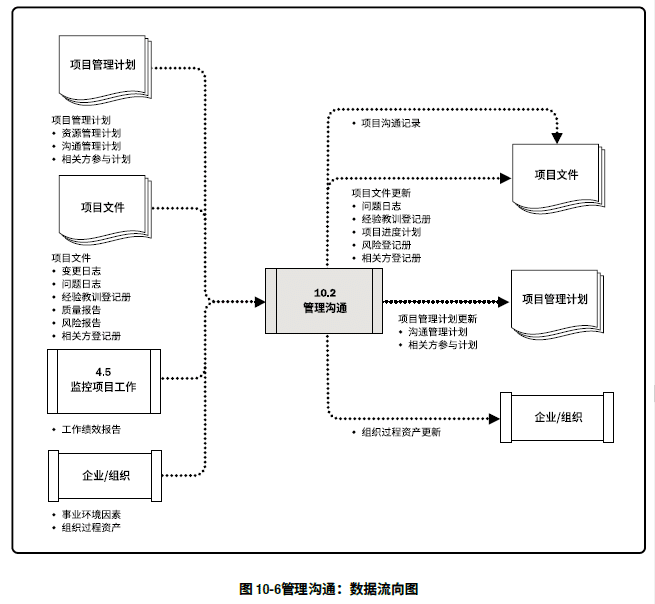 项目管理计划
项目管理计划
• 资源管理计划
• 沟通管理计划
• 相关方参与计划
项目文件
项目文件
• 变更日志
• 问题日志
• 经验教训登记册
• 质量报告
• 风险报告
• 相关方登记册
4.5
监控项目工作
• 工作绩效报告
企业/组织
• 事业环境因素
• 组织过程资产
10.2
管理沟通
• 项目沟通记录
项目文件
项目文件更新
• 问题日志
• 经验教训登记册
• 项目进度计划
• 风险登记册
• 相关方登记册
项目管理计划
项目管理计划更新
• 沟通管理计划
• 相关方参与计划
企业/组织
• 组织过程资产更新
图 10-6管理沟通：数据流向图